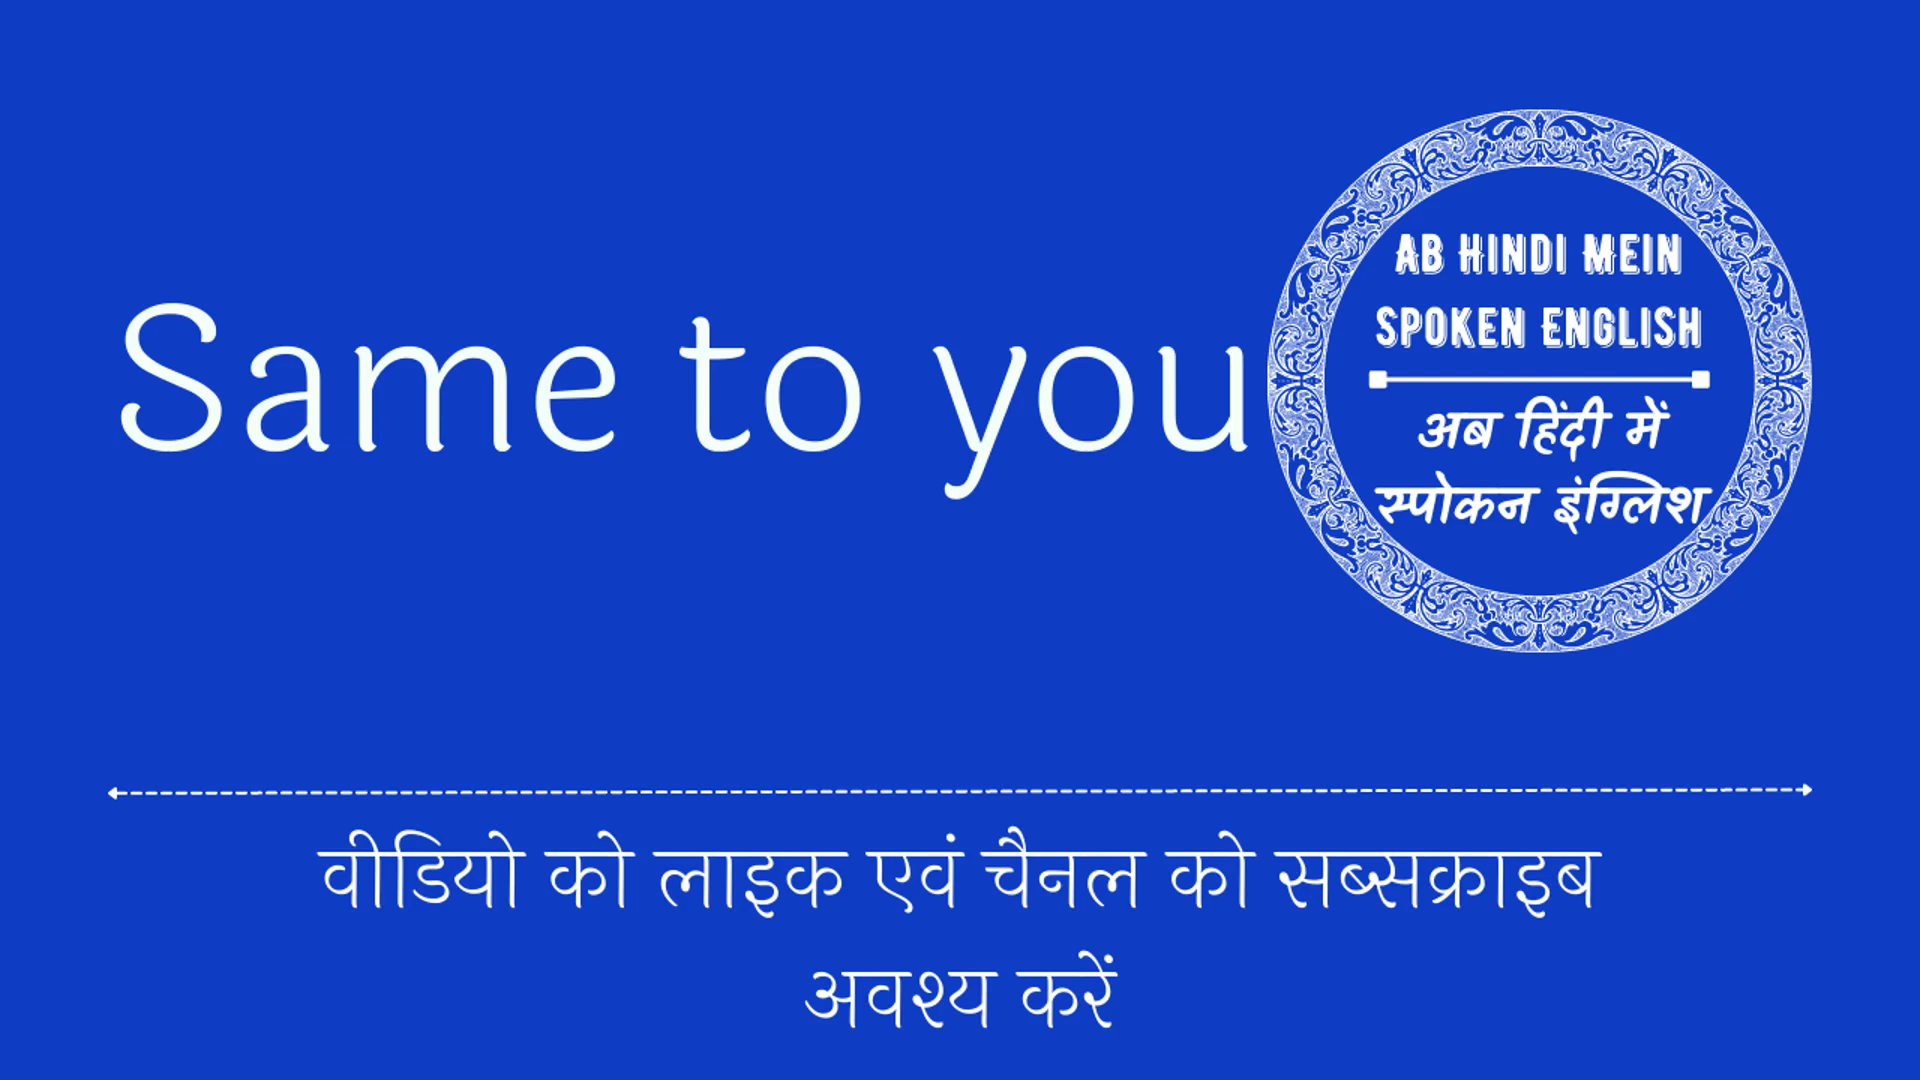 Same to you
AB HINDI MEIN
SPOKEN ENGLISH
अब हिंदी में
स्पोकन इंग्लिश
वीडियो को लाइक एवं चैनल को सब्सक्राइब
अवश्य करें